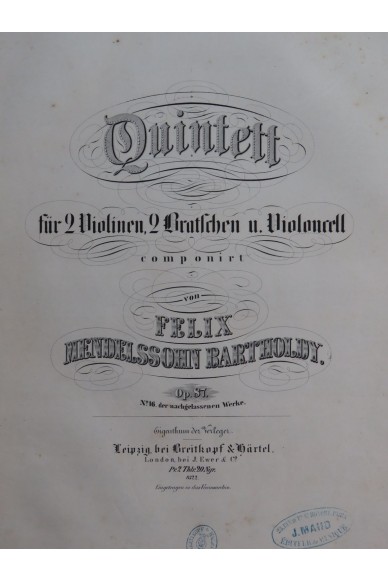 Quintett
für 2 Violinen, 2 Bratschen u. Violoncell
componirt
von
FELIX
MENDELSSOHN BARTHOLDY.
Op. 87.
No. 16 der nachgelassenen Werke.
Eigenthum der Verleger.
Leipzig, bei Breitkopf & Härtel.
London, bei J. Ewer & Co.
Pr. 2 Thlr. 20 Ngr.
Eingetragen in das Vereinsarchiv.
J. MAHO